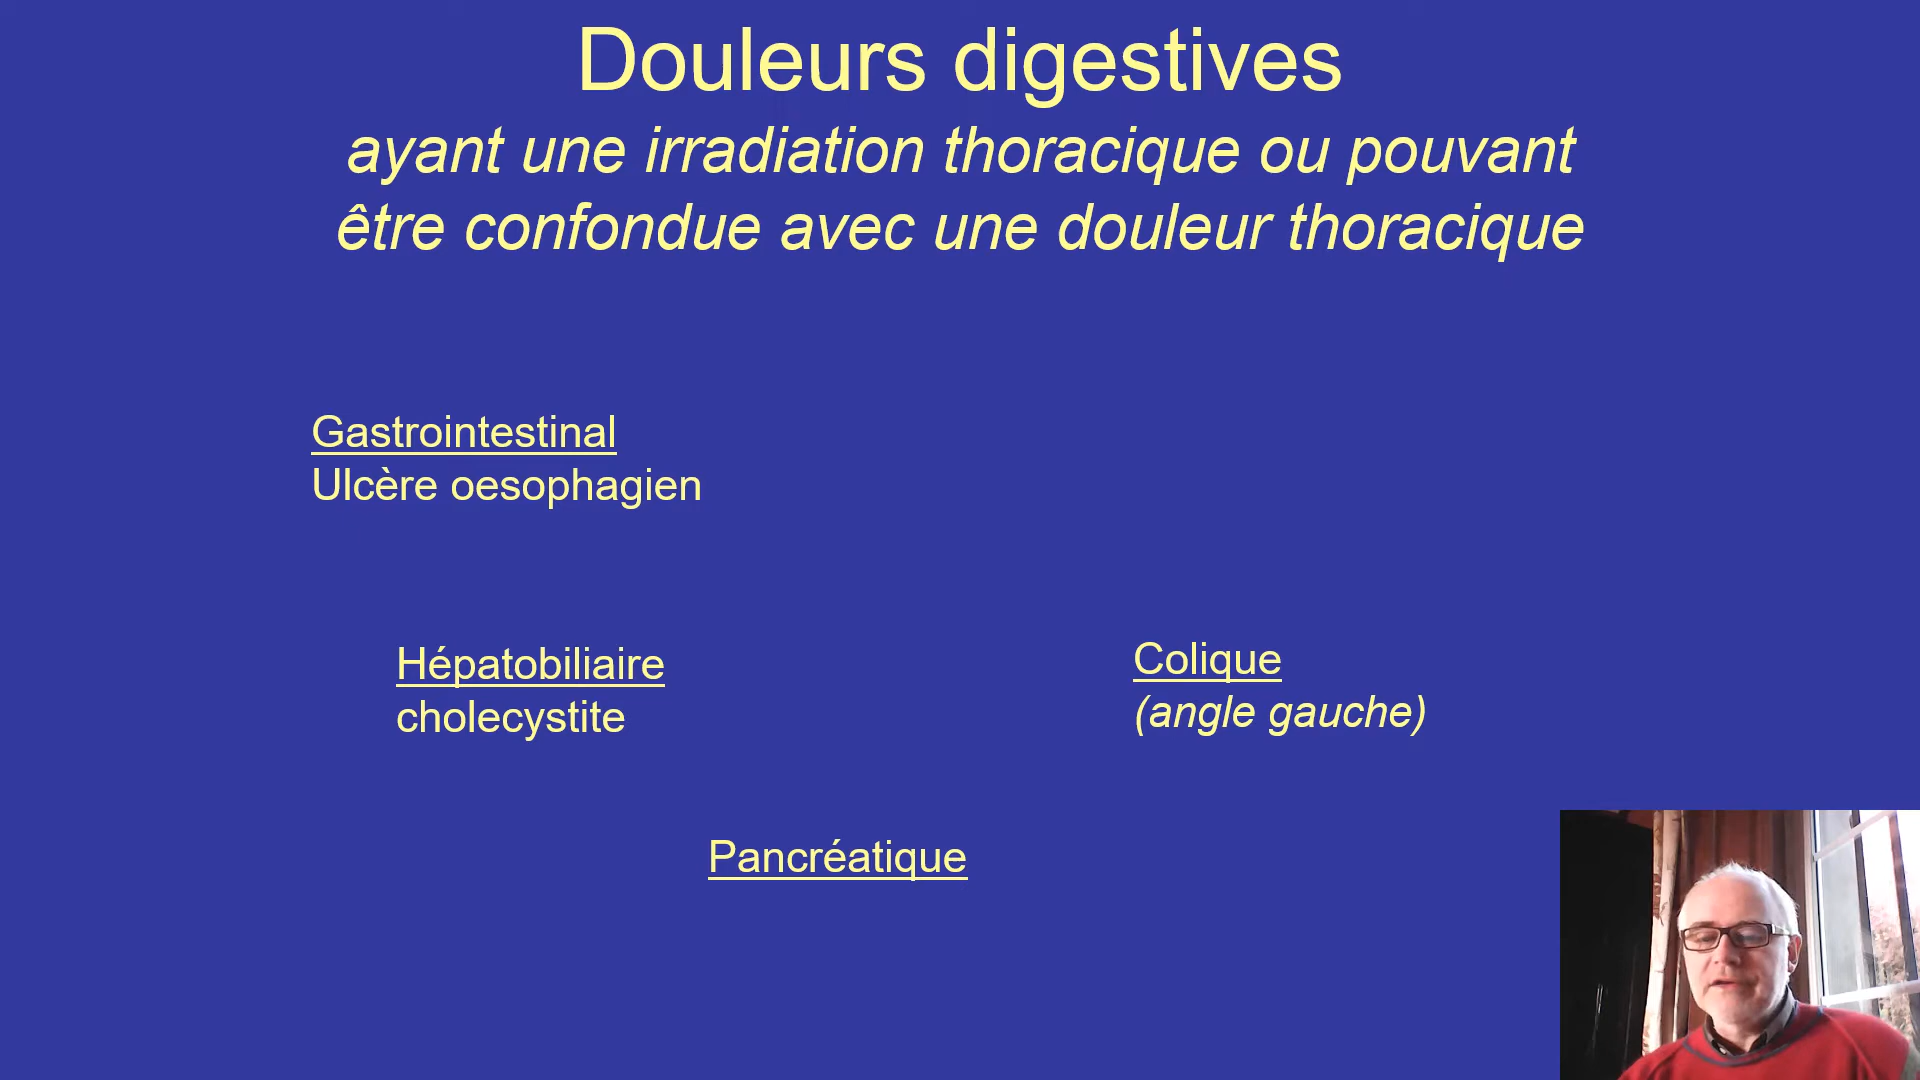 Douleurs digestives
ayant une irradiation thoracique ou pouvant
être confondue avec une douleur thoracique
Gastrointestinal
Ulcère oesophagien
Hépatobiliaire
cholecystite
Colique
(angle gauche)
Pancréatique